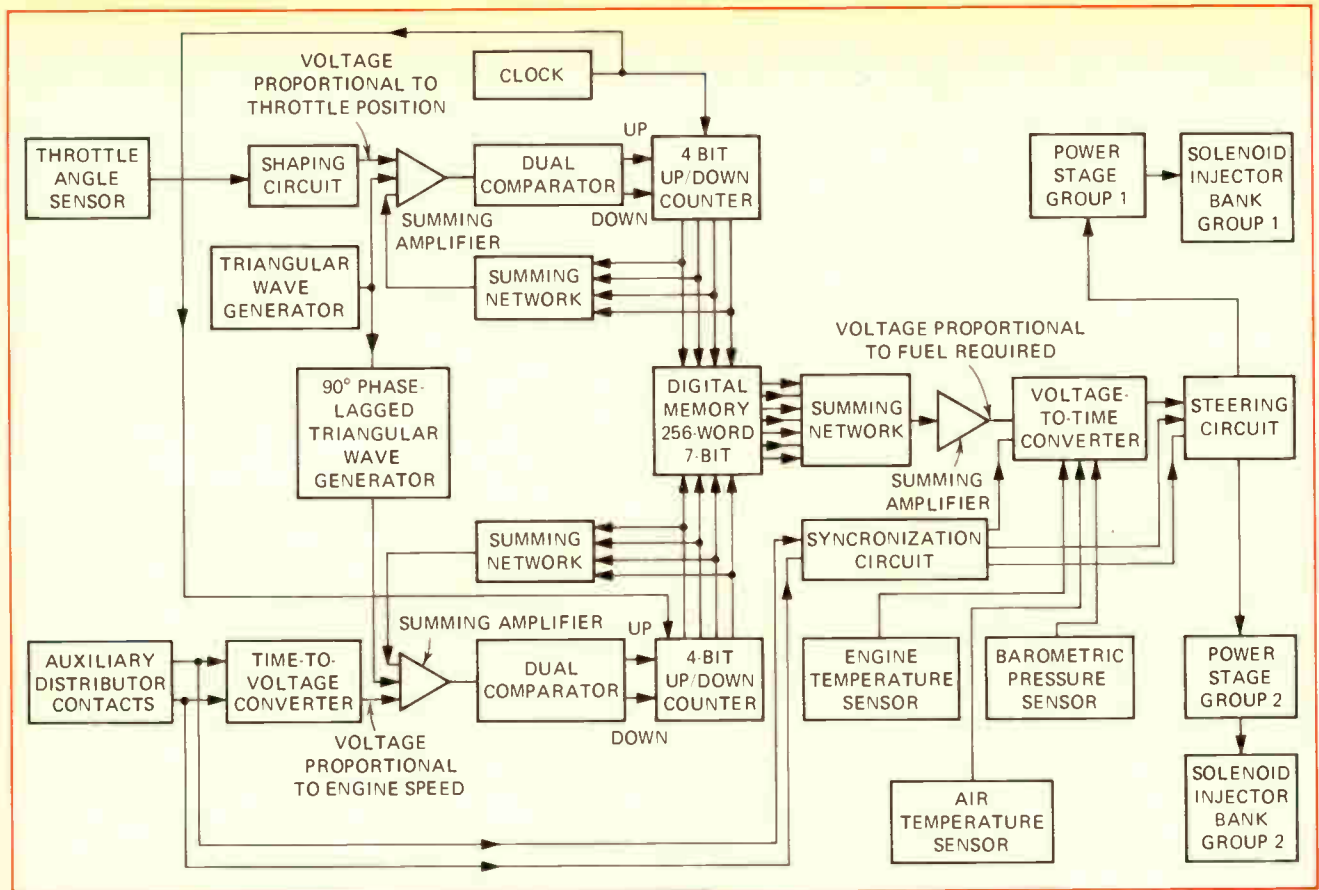 VOLTAGE
PROPORTIONAL TO
THROTTLE POSITION
CLOCK
THROTTLE
ANGLE
SENSOR
SHAPING
CIRCUIT
SUMMING
AMPLIFIER
DUAL
COMPARATOR
UP
DOWN
4 BIT
UP/DOWN
COUNTER
POWER
STAGE
GROUP 1
SOLENOID
INJECTOR
BANK
GROUP 1
TRIANGULAR
WAVE
GENERATOR
SUMMING
NETWORK
90° PHASE-
LAGGED
TRIANGULAR
WAVE
GENERATOR
DIGITAL
MEMORY
256-WORD
7-BIT
SUMMING
NETWORK
VOLTAGE PROPORTIONAL
TO FUEL REQUIRED
SUMMING
AMPLIFIER
VOLTAGE-
TO-TIME
CONVERTER
STEERING
CIRCUIT
SUMMING
NETWORK
SYNCRONIZATION
CIRCUIT
AUXILIARY
DISTRIBUTOR
CONTACTS
TIME-TO-
VOLTAGE
CONVERTER
SUMMING AMPLIFIER
VOLTAGE
PROPORTIONAL
TO ENGINE SPEED
DUAL
COMPARATOR
UP
DOWN
4-BIT
UP/DOWN
COUNTER
ENGINE
TEMPERATURE
SENSOR
BAROMETRIC
PRESSURE
SENSOR
AIR
TEMPERATURE
SENSOR
POWER
STAGE
GROUP 2
SOLENOID
INJECTOR
BANK
GROUP 2